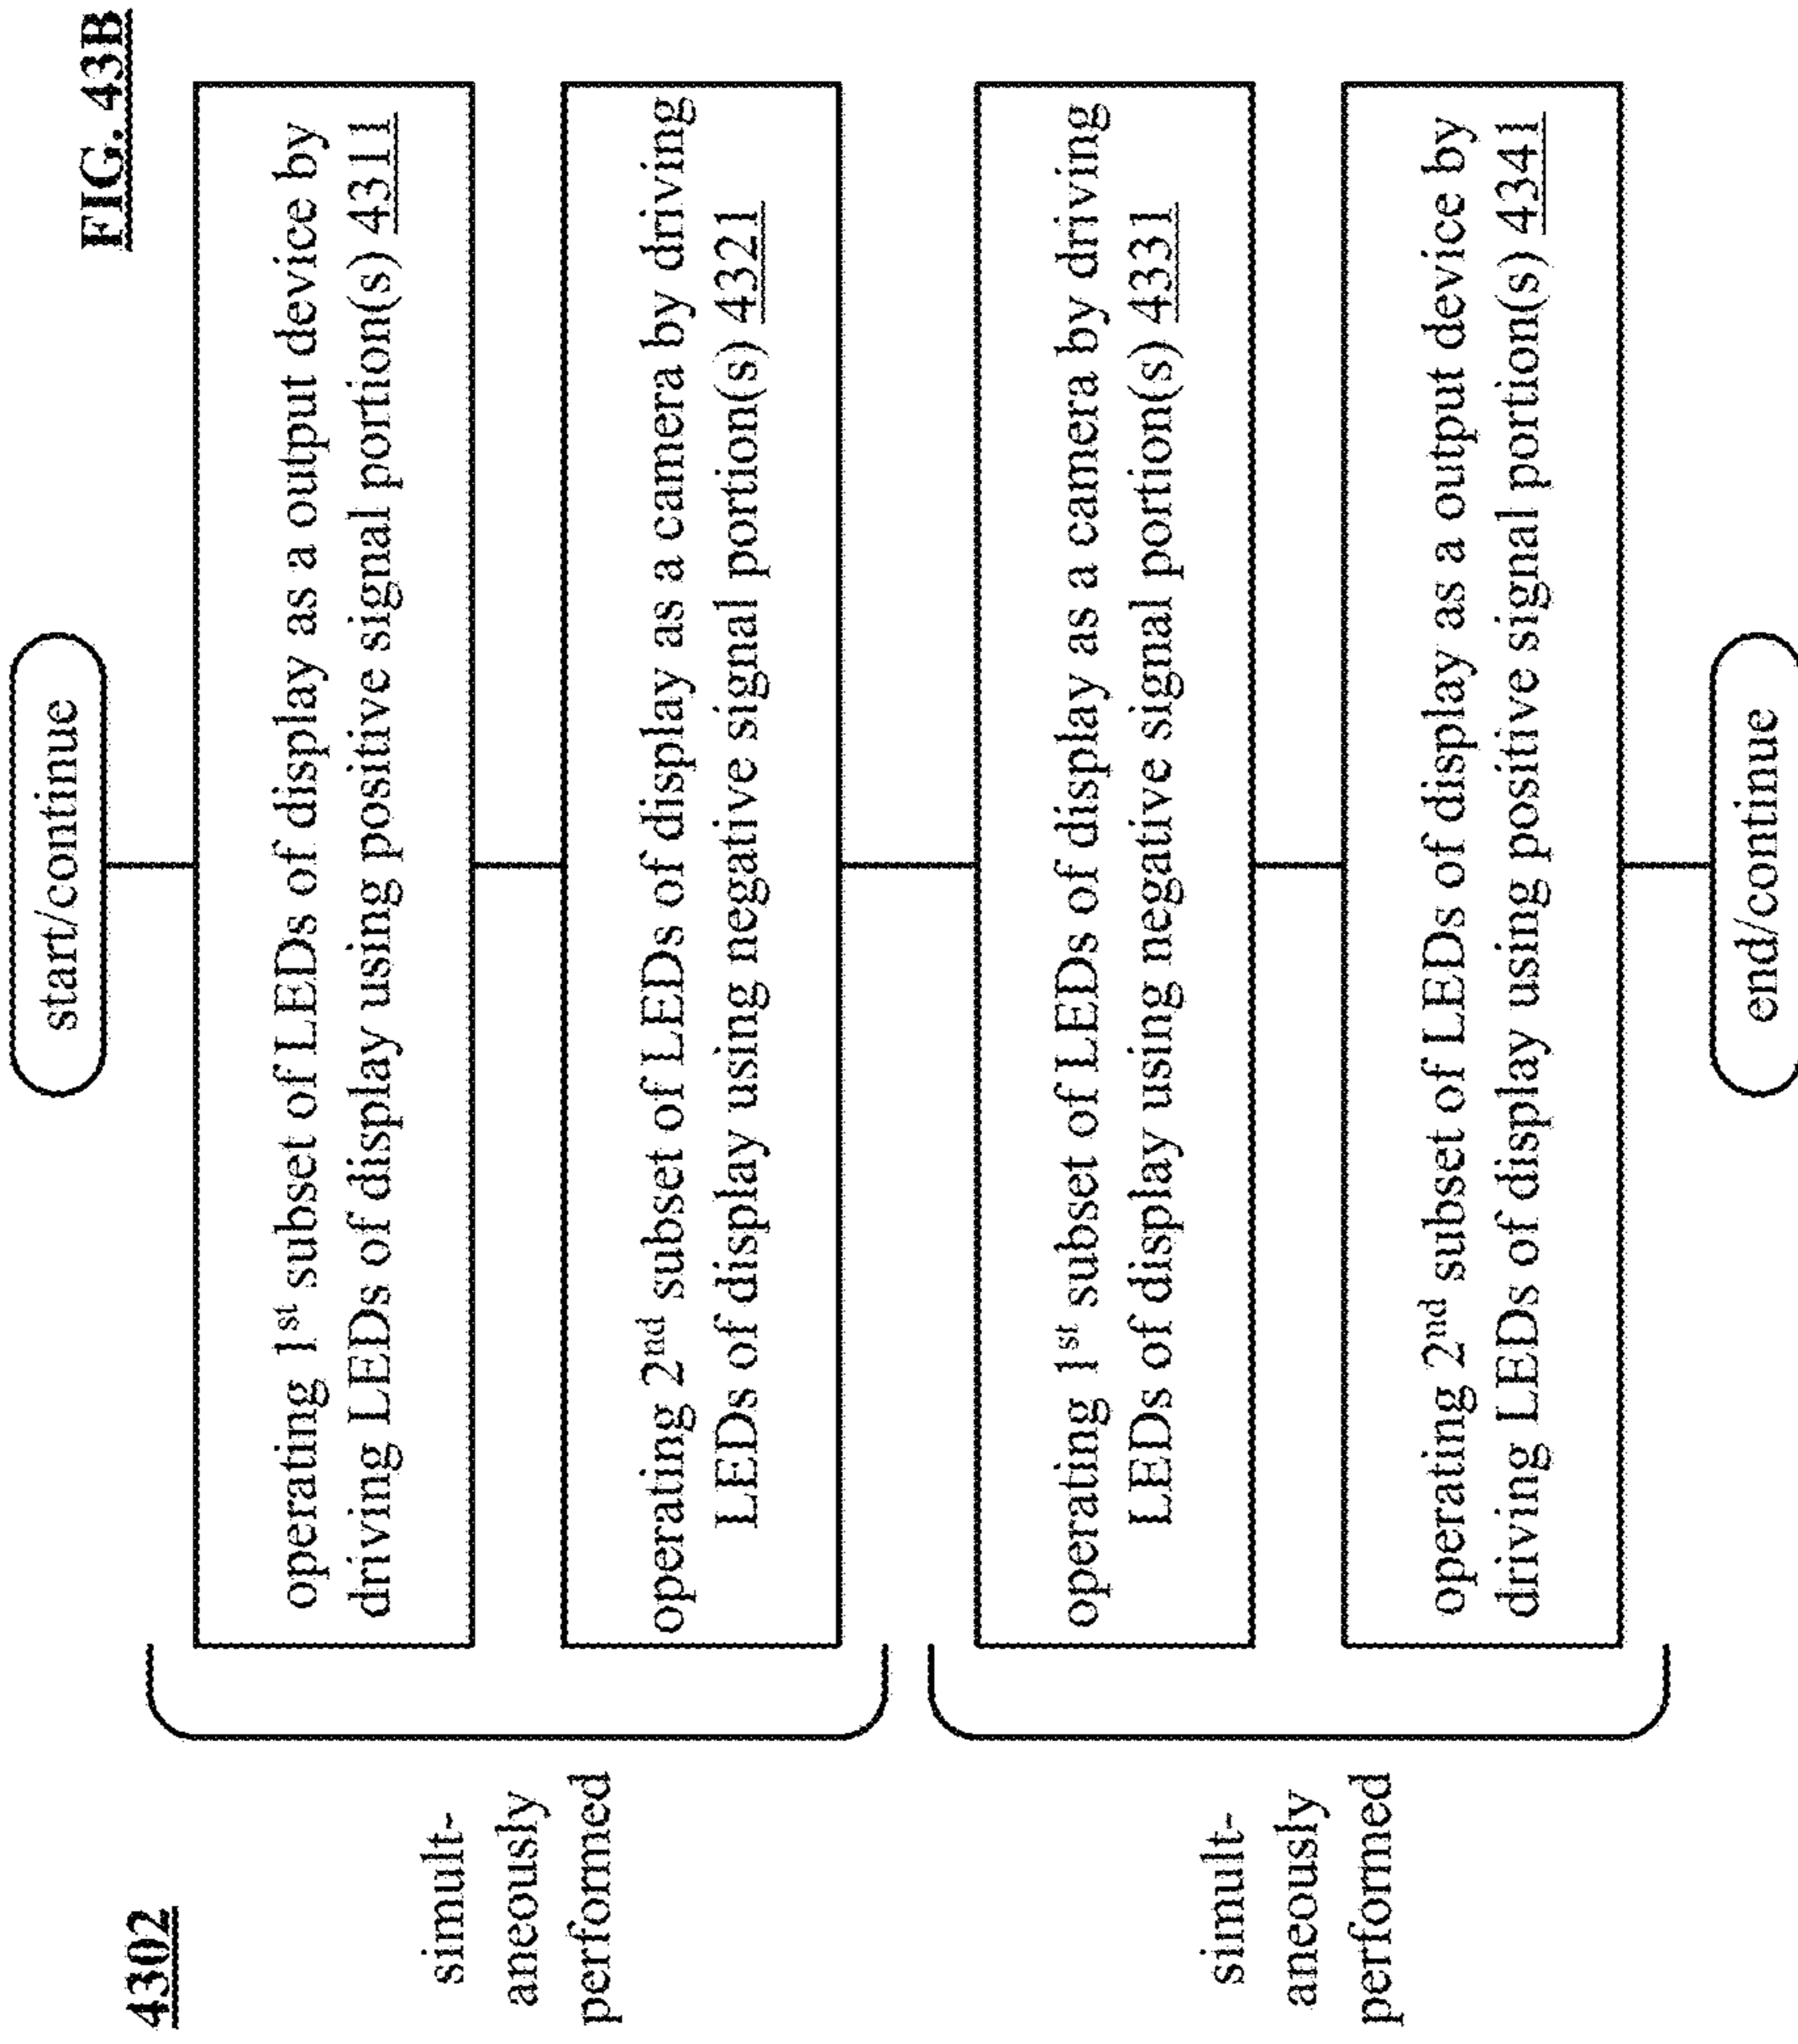 4302
FIG. 43B
start/continue
simult-
aneously
perfomed
operating 1st subset of LEDs of display as a output device by
driving LEDs of display using positive signal portion(s) 4311
operating 2nd subset of LEDs of display as a camera by driving
LEDs of display using negative signal portion(s) 4321
simult-
aneously
perfomed
operating 1st subset of LEDs of display as a camera by driving
LEDs of display using negative signal portion(s) 4331
operating 2nd subset of LEDs of display as a output device by
driving LEDs of display using positive signal portion(s) 4341
end/continue